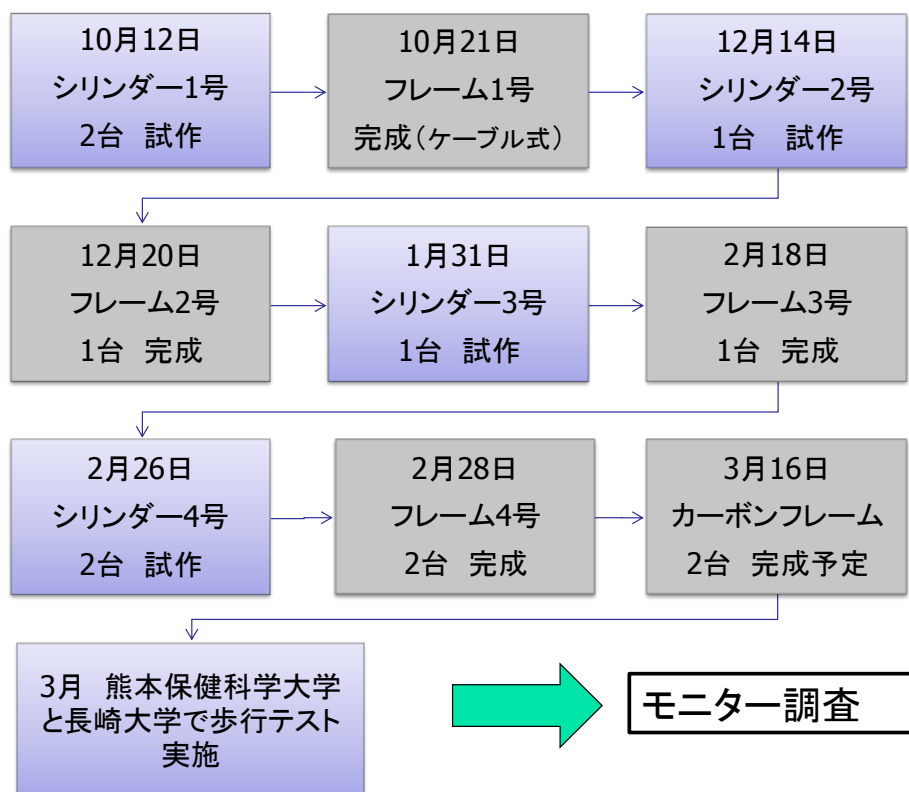 10月12日
シリンダー1号
2台 試作
10月21日
フレーム1号
完成(ケーブル式)
12月14日
シリンダー2号
1台 試作
12月20日
フレーム2号
1台 完成
1月31日
シリンダー3号
1台 試作
2月18日
フレーム3号
1台 完成
2月26日
シリンダー4号
2台 試作
2月28日
フレーム4号
2台 完成
3月16日
カーボンフレーム
2台 完成予定
3月 熊本保健科学大学
と長崎大学で歩行テスト
実施
モニター調査